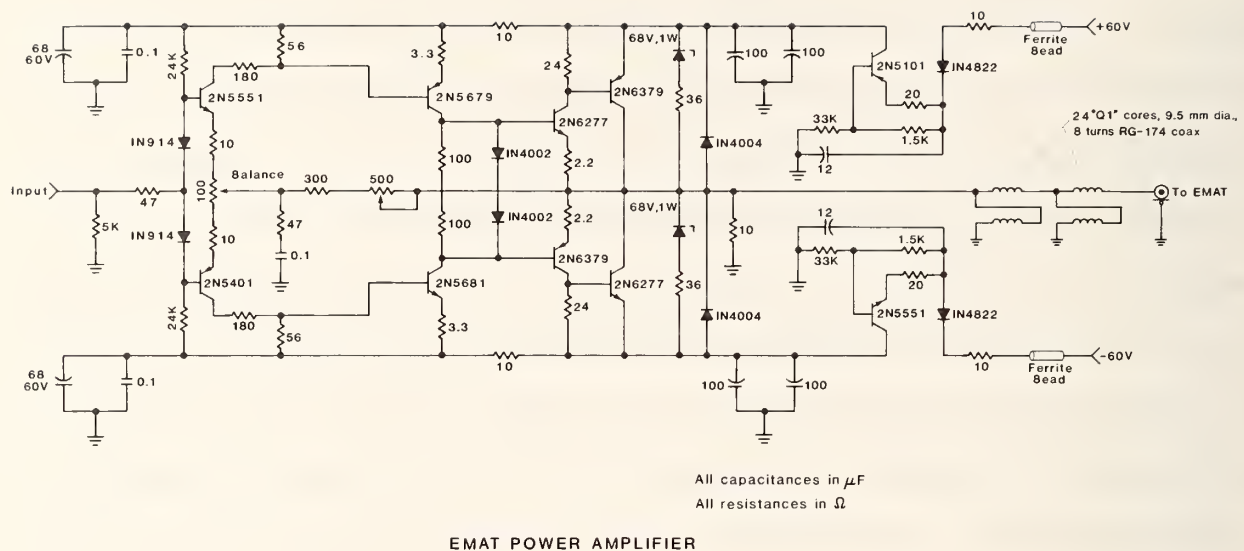 68
60V
0.1
24K
56
180
10
3.3
24
68V,1W
100
100
10
Ferrite
8ead
+60V
2N5551
2N5679
2N6379
2N5101
IN4822
2N6277
36
20
33K
1.5K
12
24"Q1" cores, 9.5 mm dia.,
8 turns RG-174 coax
IN914
10
100
IN4002
2.2
IN4004
Input
47
5K
100
8alance
300
500
To EMAT
IN914
10
47
0.1
100
IN4002
2.2
68V,1W
10
12
33K
1.5K
20
2N5401
2N5681
2N6379
2N6277
36
IN4004
2N5551
IN4822
24K
180
56
3.3
24
10
10
Ferrite
8ead
-60V
68
60V
0.1
100
100
All capacitances in μF
All resistances in Ω
EMAT POWER AMPLIFIER